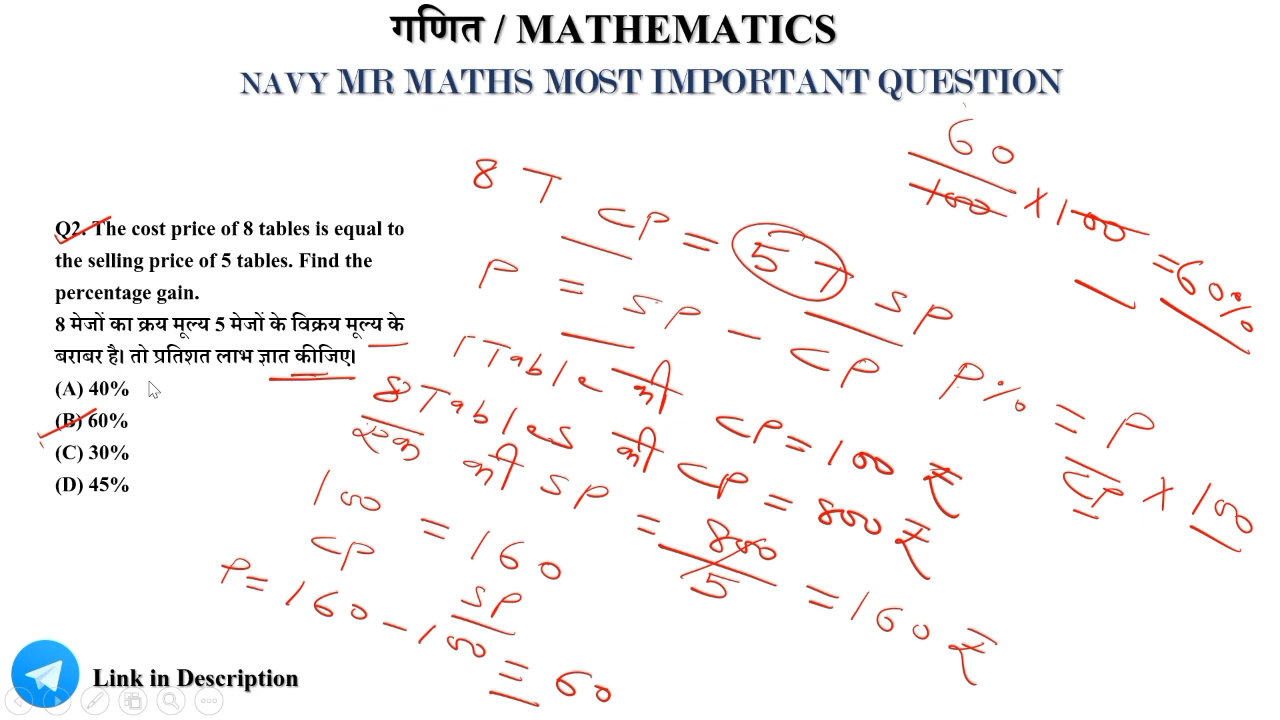 गणित / MATHEMATICS
NAVY MR MATHS MOST IMPORTANT QUESTION
Q2. The cost price of 8 tables is equal to
the selling price of 5 tables. Find the
percentage gain.
8 मेजों का क्रय मूल्य 5 मेजों के विक्रय मूल्य के
बराबर है। तो प्रतिशत लाभ ज्ञात कीजिए।
(A) 40%
(B) 60%
(C) 30%
(D) 45%
8 T CP = 5 T SP
P = SP - CP
1 Table की CP = 100 ₹
8 Tables की CP = 800 ₹
एक की SP = 800/5 = 160 ₹
100 CP = 160 SP
P = 160 - 100 = 60
P% = P/CP × 100
60/100 × 100 = 60%
Link in Description